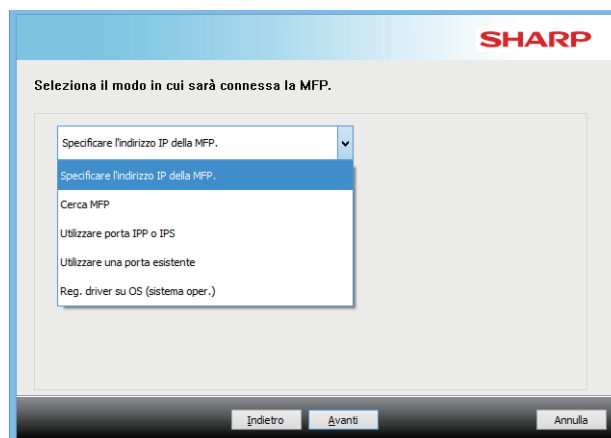 SHARP
Seleziona il modo in cui sarà connessa la MFP.
Specificare l'indirizzo IP della MFP.
Specificare l'indirizzo IP della MFP.
Cerca MFP
Utilizzare porta IPP o IPS
Utilizzare una porta esistente
Reg. driver su OS (sistema oper.)
Indietro Avanti Annulla